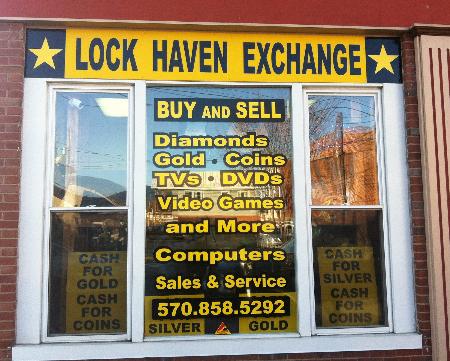 LOCK HAVEN EXCHANGE
BUY AND SELL
Diamonds
Gold • Coins
TVs • DVDs
Video Games
and More
Computers
Sales & Service
570.858.5292
SILVER GOLD
CASH
FOR
GOLD
CASH
FOR
COINS
CASH
FOR
SILVER
CASH
FOR
COINS